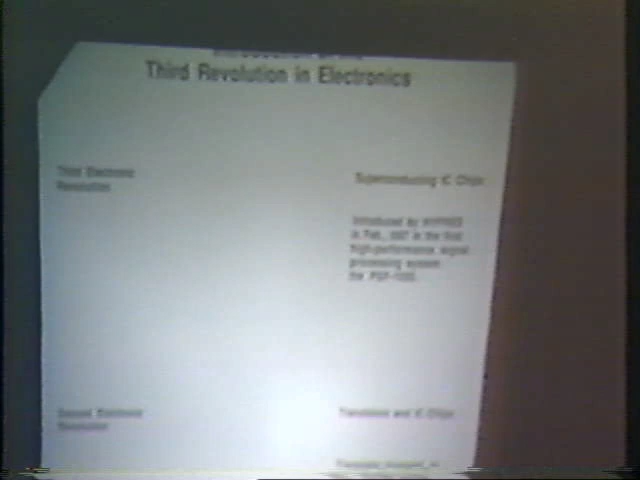 Third Revolution in Electronics
Third Electronic
Revolution
Superconducting IC Chips
Introduced by HYPRES
in Feb., 1987 in the first
high-performance signal
processing system
the PSP-1000.
Second Electronic
Revolution
Transistors and IC Chips